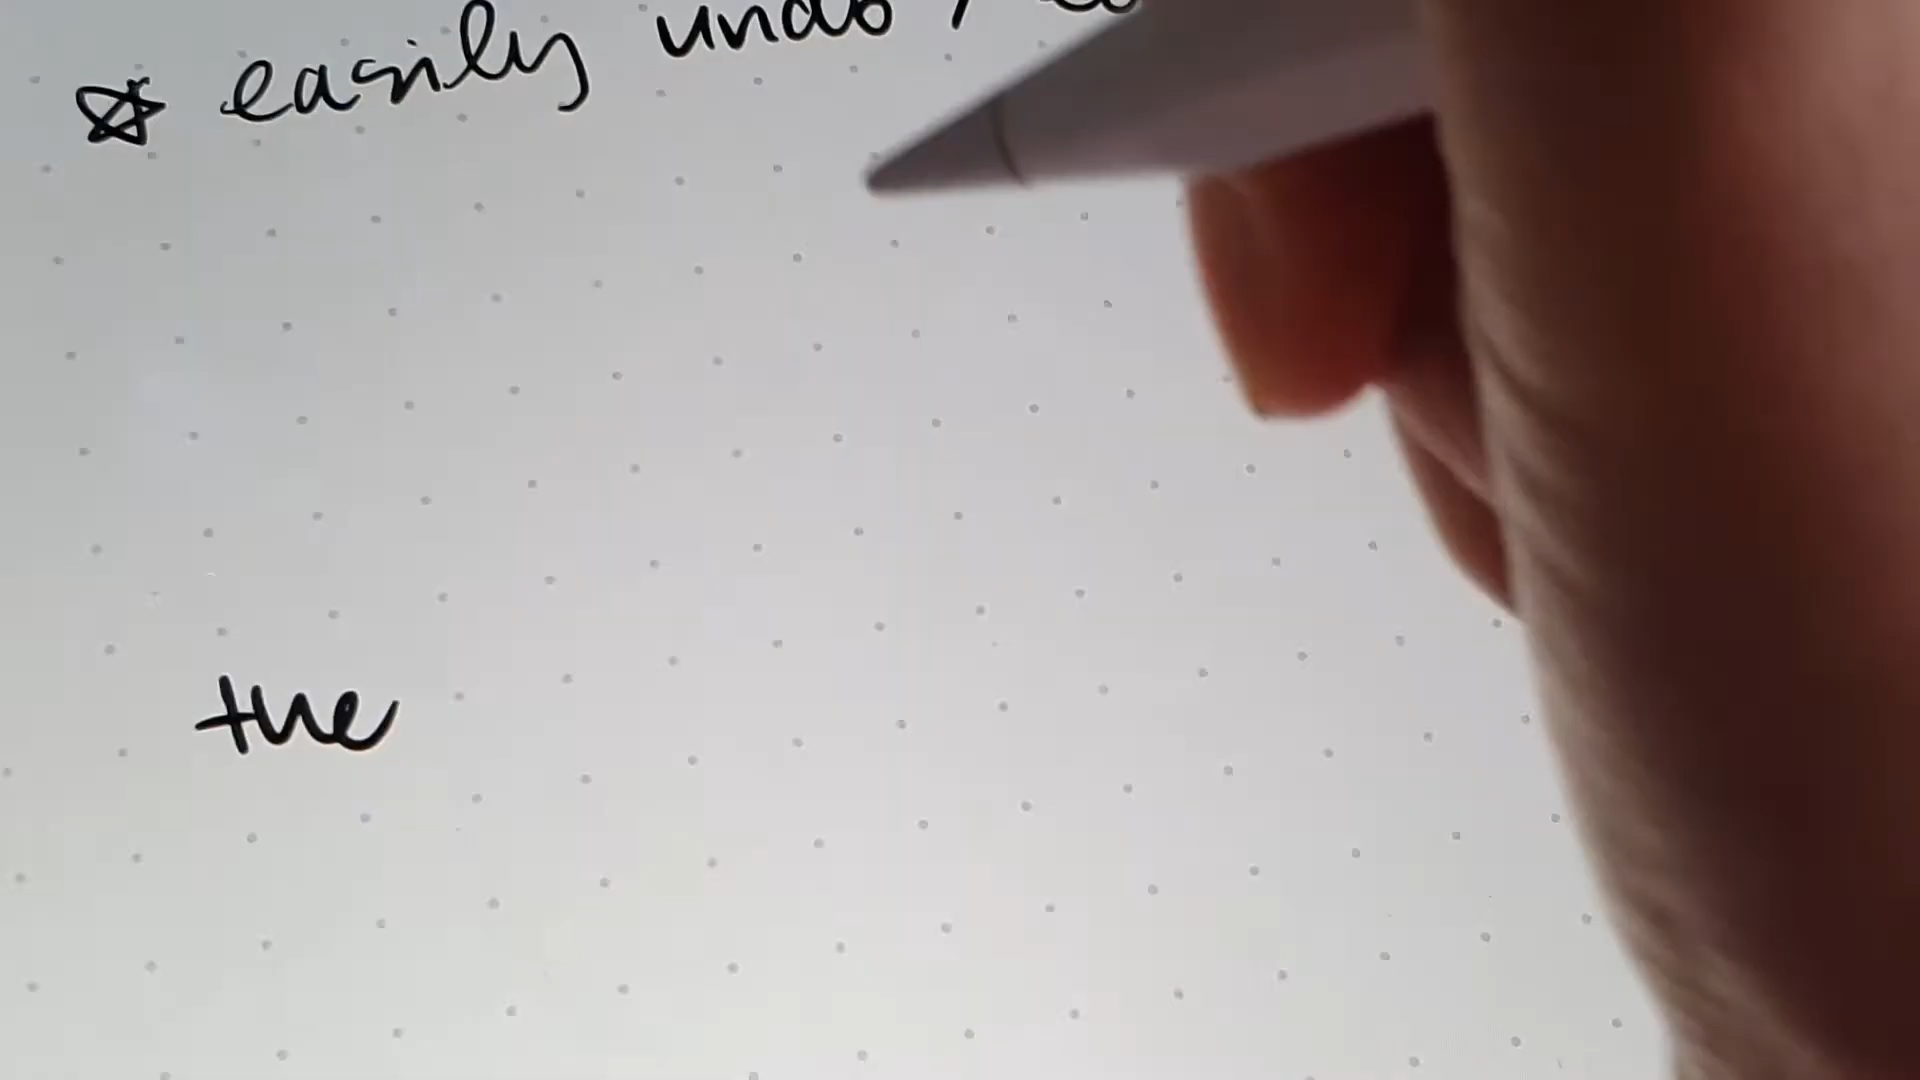 ☆ easily undo /
the